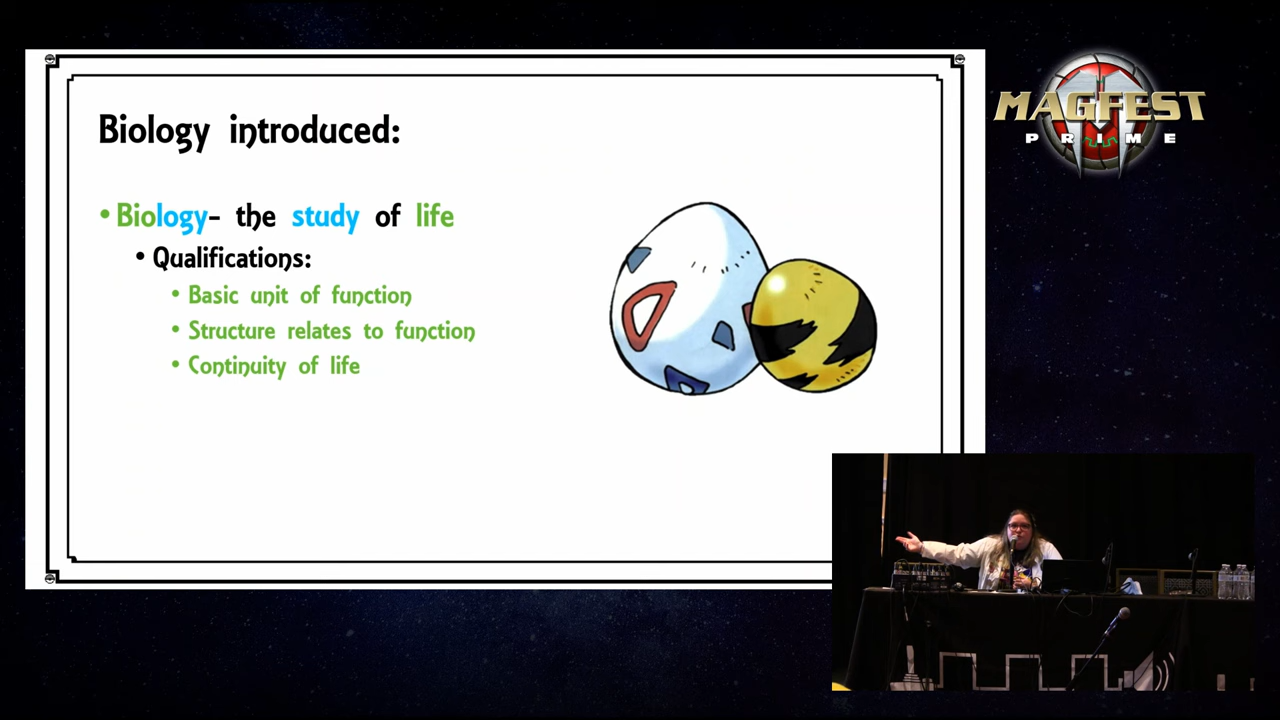 Biology introduced:
• Biology- the study of life
• Qualifications:
• Basic unit of function
• Structure relates to function
• Continuity of life
MAGFEST
PRIME